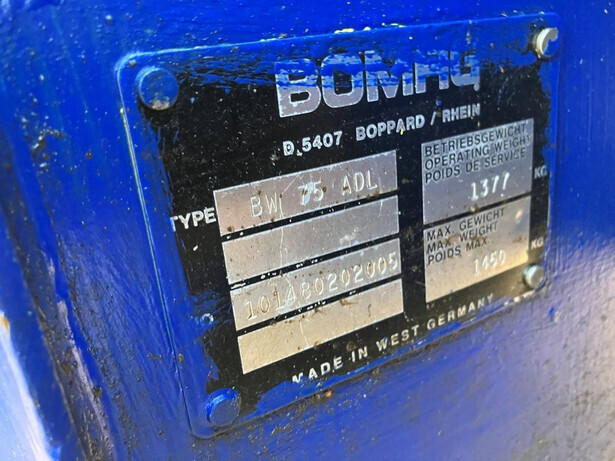 BOMAG
D.5407 BOPPARD / RHEIN
TYPE BW 75 ADL
101480202005
BETRIEBSGEWICHT
OPERATING WEIGHT
POIDS DE SERVICE
1377 KG
MAX. GEWICHT
MAX. WEIGHT
POIDS MAX.
1450 KG
MADE IN WEST GERMANY